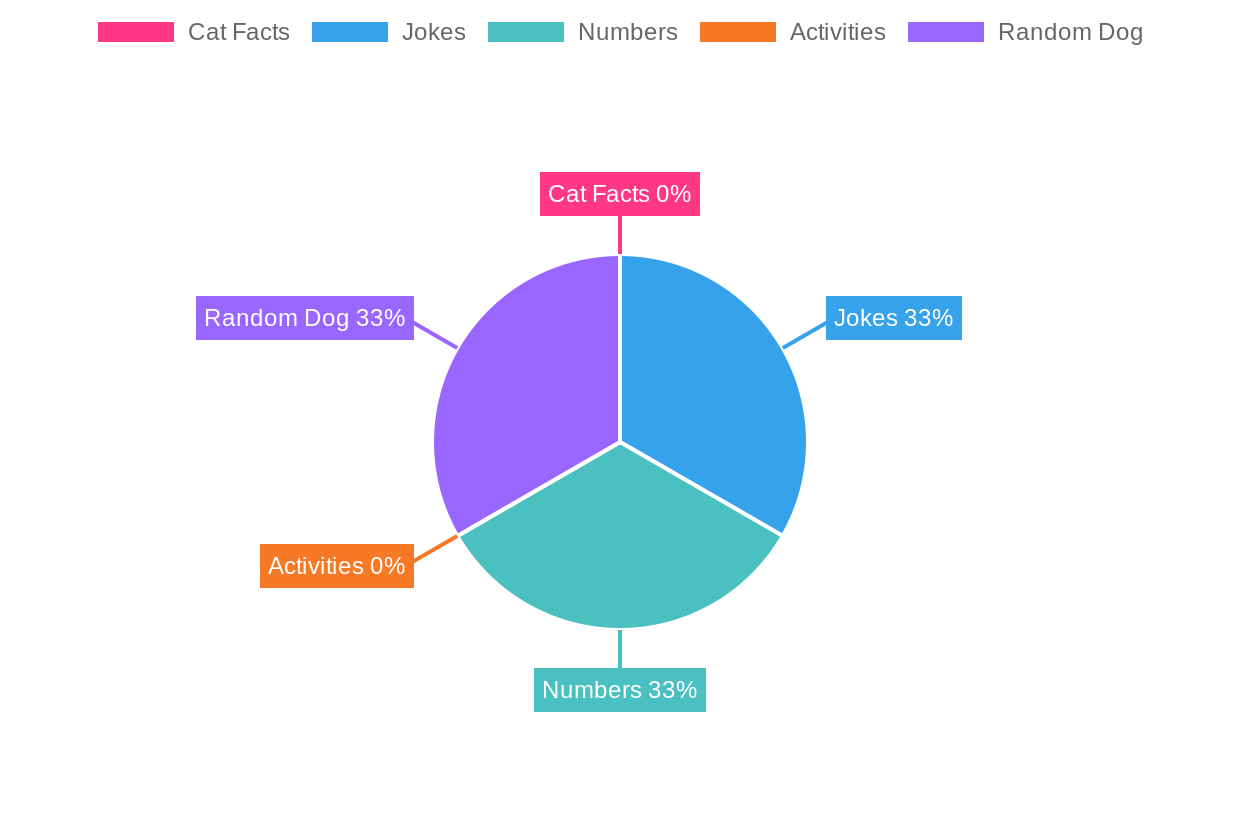 Cat Facts Jokes Numbers Activities Random Dog
Cat Facts 0%
Random Dog 33%
Jokes 33%
Activities 0%
Numbers 33%